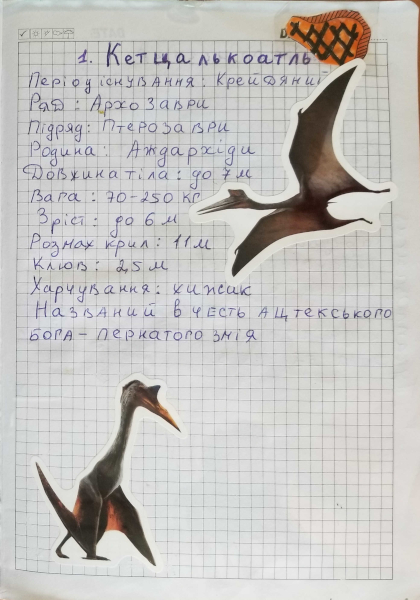 1. Кетцалькоатль
Період існування: Крейдяний
Ряд: Архозаври
Підряд: Птерозаври
Родина: Аждархіди
Довжина тіла: до 7 м
Вага: 70-250 кг
Зріст: до 6 м
Розмах крил: 11 м
Клюв: 2,5 м
Харчування: хижак
Названий в честь ацтекського
бога - пернатого змія